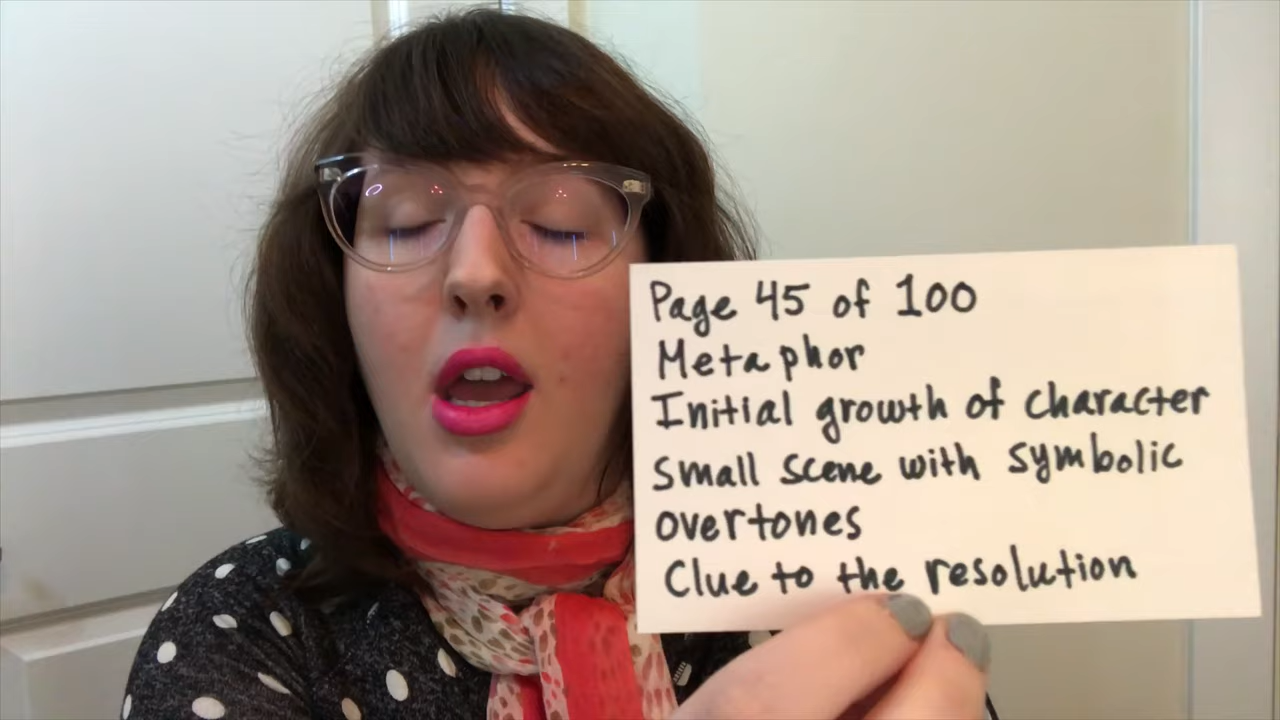 Page 45 of 100
Metaphor
Initial growth of character
Small scene with symbolic
overtones
Clue to the resolution